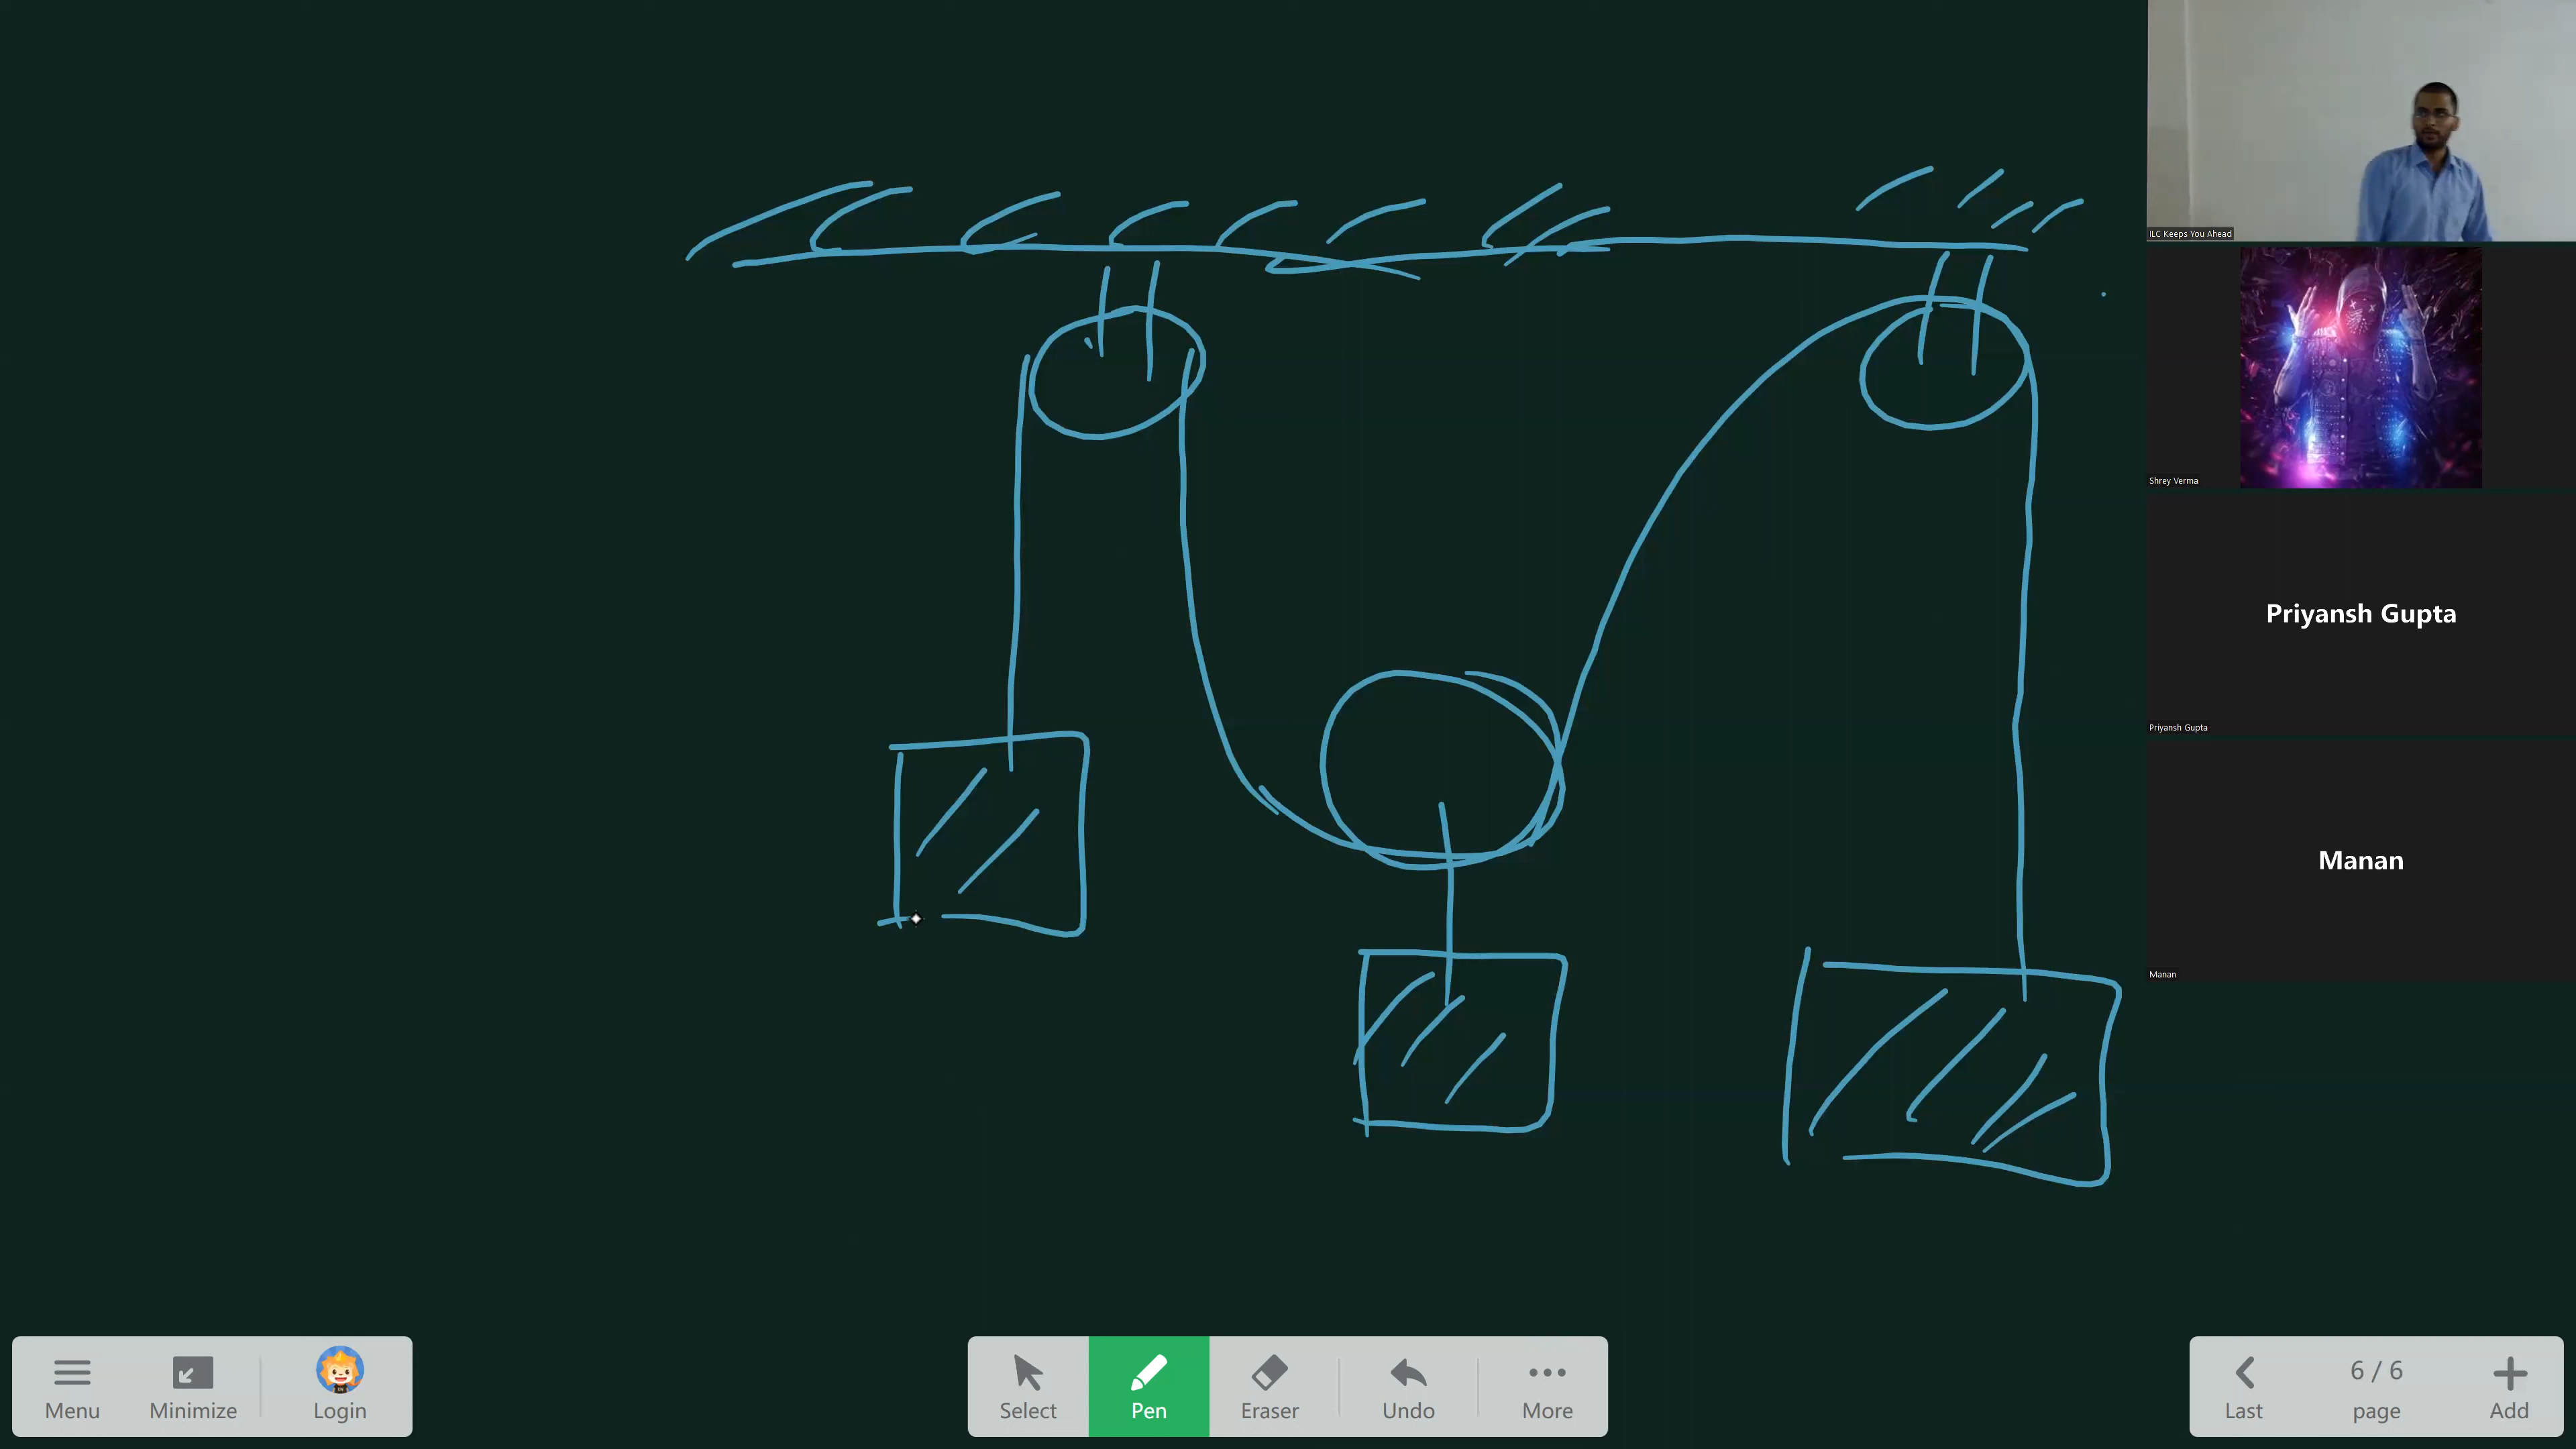 ILC Keeps You Ahead
Shrey Verma
Priyansh Gupta
Priyansh Gupta
Manan
Manan
Menu
Minimize
Login
Select
Pen
Eraser
Undo
More
Last
6 / 6
page
Add